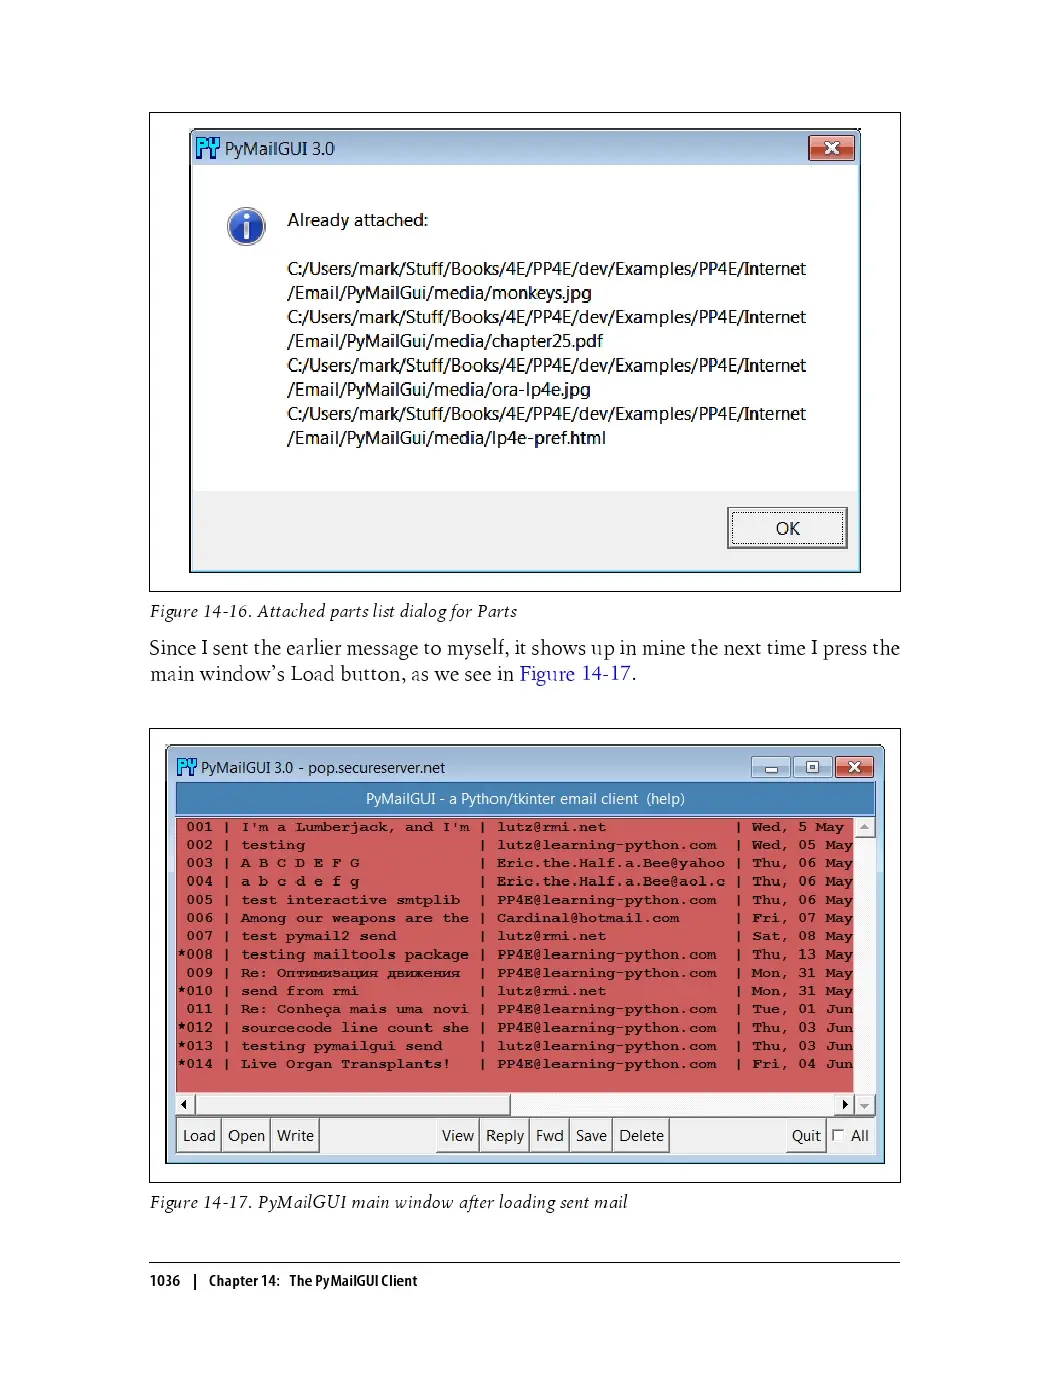 PyMailGUI 3.0
Already attached:
C:/Users/mark/Stuff/Books/4E/PP4E/dev/Examples/PP4E/Internet
/Email/PyMailGui/media/monkeys.jpg
C:/Users/mark/Stuff/Books/4E/PP4E/dev/Examples/PP4E/Internet
/Email/PyMailGui/media/chapter25.pdf
C:/Users/mark/Stuff/Books/4E/PP4E/dev/Examples/PP4E/Internet
/Email/PyMailGui/media/ora-lp4e.jpg
C:/Users/mark/Stuff/Books/4E/PP4E/dev/Examples/PP4E/Internet
/Email/PyMailGui/media/lp4e-pref.html
OK
Figure 14-16. Attached parts list dialog for Parts
Since I sent the earlier message to myself, it shows up in mine the next time I press the
main window's Load button, as we see in Figure 14-17.
PyMailGUI 3.0 - pop.secureserver.net
PyMailGUI - a Python/tkinter email client (help)
001 | I'm a Lumberjack, and I'm | lutz@rmi.net | Wed, 5 May
002 | testing | lutz@learning-python.com | Wed, 05 May
003 | A B C D E F G | Eric.the.Half.a.Bee@yahoo | Thu, 06 May
004 | a b c d e f g | Eric.the.Half.a.Bee@aol.c | Thu, 06 May
005 | test interactive smtplib | PP4E@learning-python.com | Thu, 06 May
006 | Among our weapons are the | Cardinal@hotmail.com | Fri, 07 May
007 | test pymail2 send | lutz@rmi.net | Sat, 08 May
*008 | testing mailtools package | PP4E@learning-python.com | Thu, 13 May
009 | Re: Оптимизация движения | PP4E@learning-python.com | Mon, 31 May
*010 | send from rmi | lutz@rmi.net | Mon, 31 May
011 | Re: Conheça mais uma novi | PP4E@learning-python.com | Tue, 01 Jun
*012 | sourcecode line count she | PP4E@learning-python.com | Thu, 03 Jun
*013 | testing pymailgui send | lutz@learning-python.com | Thu, 03 Jun
*014 | Live Organ Transplants! | PP4E@learning-python.com | Fri, 04 Jun
Load Open Write View Reply Fwd Save Delete Quit All
Figure 14-17. PyMailGUI main window after loading sent mail
1036 | Chapter 14: The PyMailGUI Client